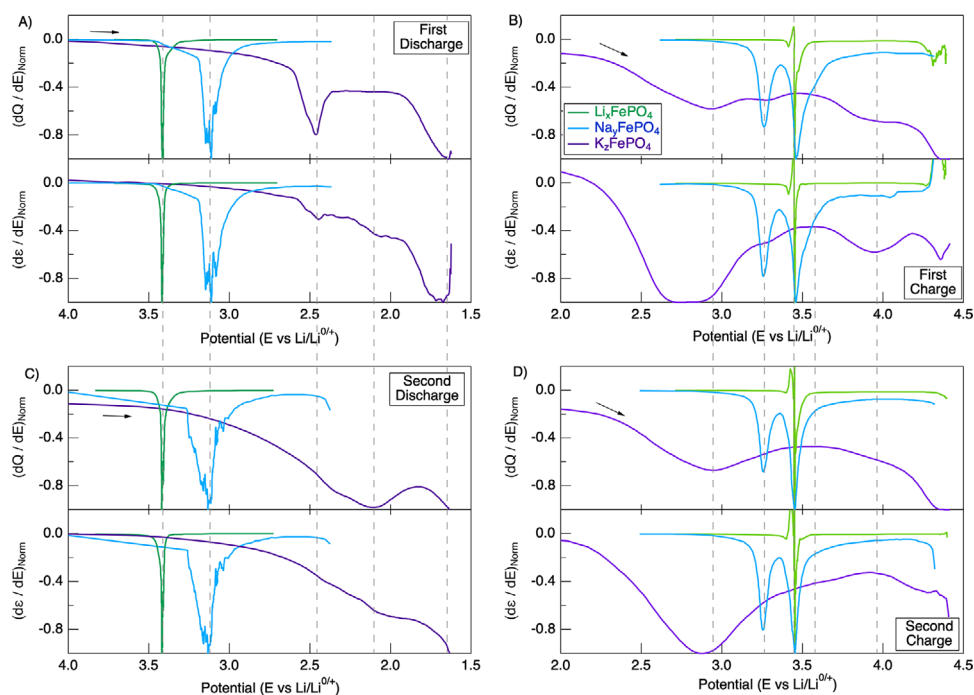 A)
First
Discharge
0.0
-0.4
-0.8
(dQ / dE)Norm
0.0
-0.4
-0.8
(dε / dE)Norm
4.0 3.5 3.0 2.5 2.0 1.5
Potential (E vs Li/Li0/+)
B)
0.0
-0.4
-0.8
(dQ / dE)Norm
LixFePO4
NayFePO4
KzFePO4
0.0
-0.4
-0.8
(dε / dE)Norm
First
Charge
2.0 2.5 3.0 3.5 4.0 4.5
Potential (E vs Li/Li0/+)
C)
Second
Discharge
0.0
-0.4
-0.8
(dQ / dE)Norm
0.0
-0.4
-0.8
(dε / dE)Norm
4.0 3.5 3.0 2.5 2.0 1.5
Potential (E vs Li/Li0/+)
D)
0.0
-0.4
-0.8
(dQ / dE)Norm
0.0
-0.4
-0.8
(dε / dE)Norm
Second
Charge
2.0 2.5 3.0 3.5 4.0 4.5
Potential (E vs Li/Li0/+)